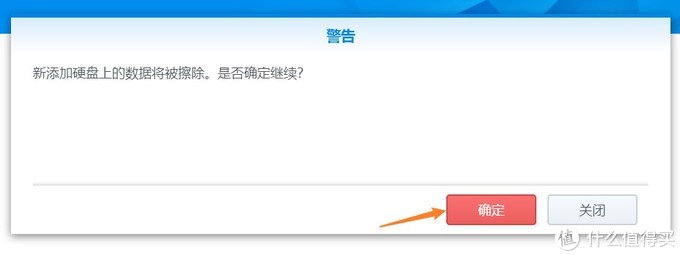 警告
新添加硬盘上的数据将被擦除。是否确定继续?
确定
关闭
值 什么值得买